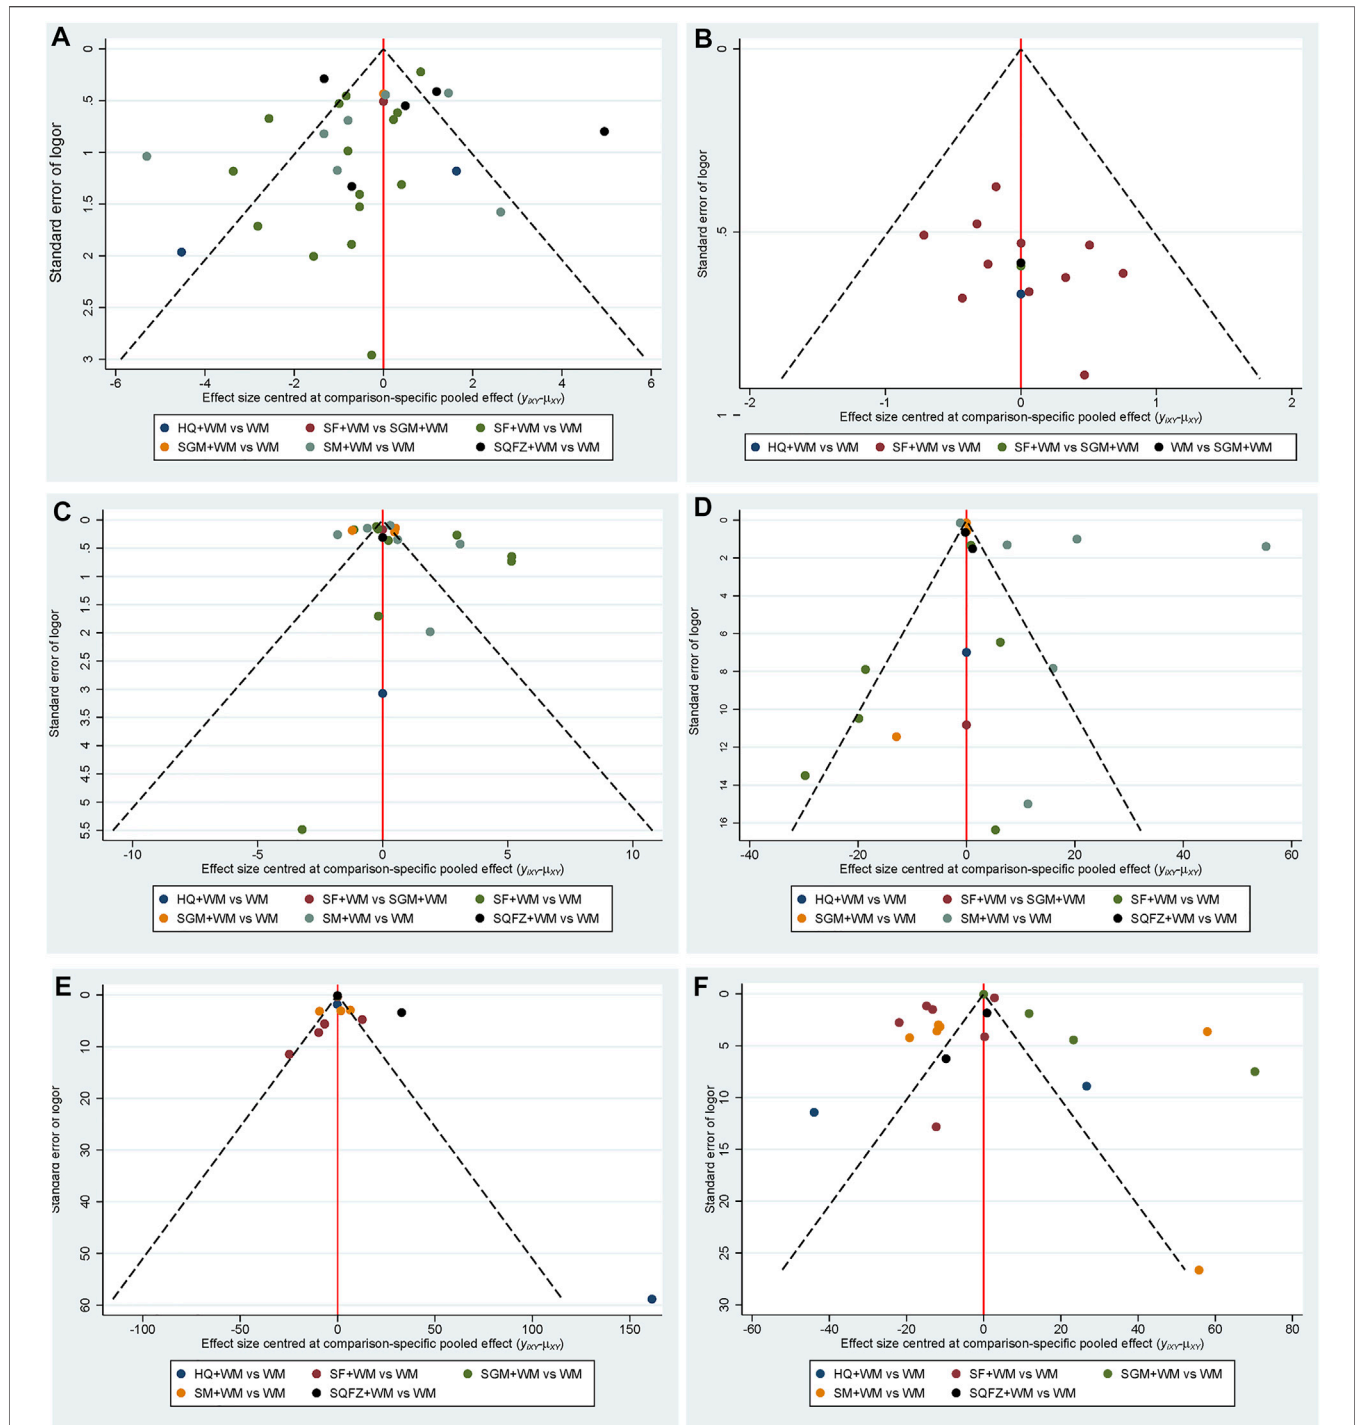 A
Standard error of logor
0
.5
1
1.5
2
2.5
3
-6 -4 -2 0 2 4 6
Effect size centred at comparison-specific pooled effect (yiXY-μXY)
HQ+WM vs WM SF+WM vs SGM+WM SF+WM vs WM
SGM+WM vs WM SM+WM vs WM SQFZ+WM vs WM
B
Standard error of logor
0
.5
1
-2 -1 0 1 2
Effect size centred at comparison-specific pooled effect (yiXY-μXY)
HQ+WM vs WM SF+WM vs WM SF+WM vs SGM+WM WM vs SGM+WM
C
Standard error of logor
0
.5
1
1.5
2
2.5
3
3.5
4
4.5
5
5.5
-10 -5 0 5 10
Effect size centred at comparison-specific pooled effect (yiXY-μXY)
HQ+WM vs WM SF+WM vs SGM+WM SF+WM vs WM
SGM+WM vs WM SM+WM vs WM SQFZ+WM vs WM
D
Standard error of logor
0
2
4
6
8
10
12
14
16
-40 -20 0 20 40 60
Effect size centred at comparison-specific pooled effect (yiXY-μXY)
HQ+WM vs WM SF+WM vs SGM+WM SF+WM vs WM
SGM+WM vs WM SM+WM vs WM SQFZ+WM vs WM
E
Standard error of logor
0
10
20
30
40
50
60
-100 -50 0 50 100 150
Effect size centred at comparison-specific pooled effect (yiXY-μXY)
HQ+WM vs WM SF+WM vs WM SGM+WM vs WM
SM+WM vs WM SQFZ+WM vs WM
F
Standard error of logor
0
5
10
15
20
25
30
-60 -40 -20 0 20 40 60 80
Effect size centred at comparison-specific pooled effect (yiXY-μXY)
HQ+WM vs WM SF+WM vs WM SGM+WM vs WM
SM+WM vs WM SQFZ+WM vs WM